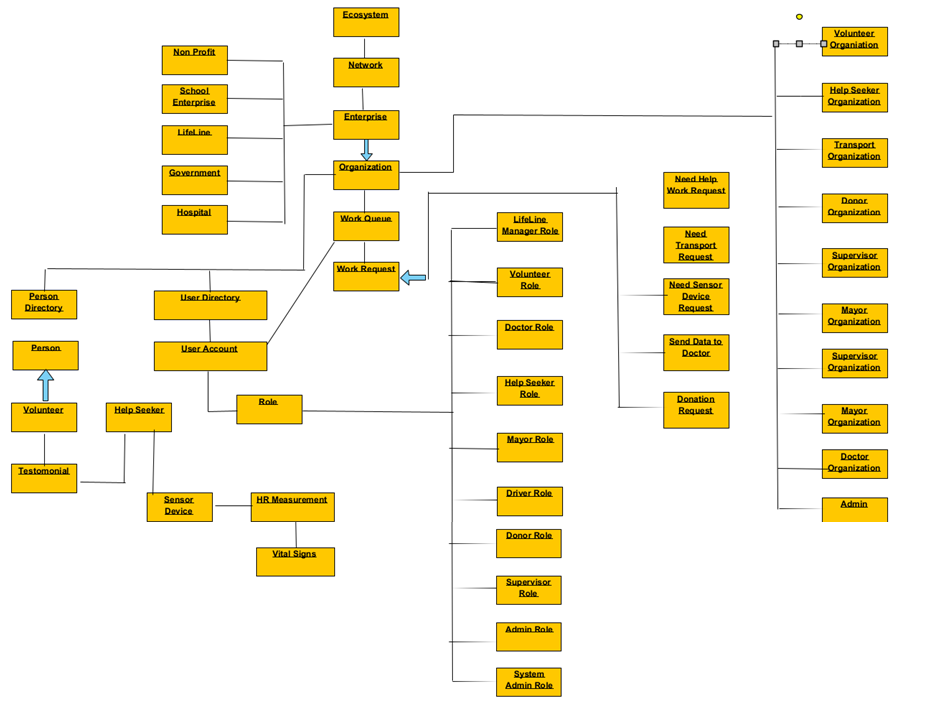 Ecosystem
Network
Enterprise
Organization
Work Queue
Work Request
Non Profit
School
Enterprise
LifeLine
Government
Hospital
Person
Directory
User Directory
Person
User Account
Volunteer
Help Seeker
Role
Testomonial
Sensor
Device
HR Measurement
Vital Signs
LifeLine
Manager Role
Volunteer
Role
Doctor Role
Help Seeker
Role
Mayor Role
Driver Role
Donor Role
Supervisor
Role
Admin Role
System
Admin Role
Need Help
Work Request
Need
Transport
Request
Need Sensor
Device
Request
Send Data to
Doctor
Donation
Request
Volunteer
Organiation
Help Seeker
Organization
Transport
Organization
Donor
Organization
Supervisor
Organization
Mayor
Organization
Supervisor
Organization
Mayor
Organization
Doctor
Organization
Admin